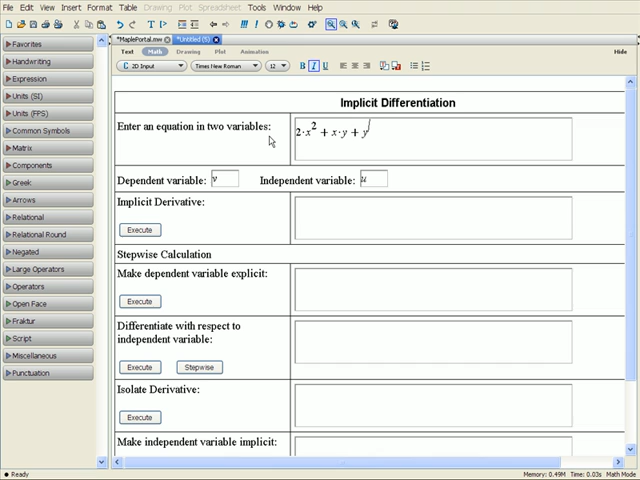 File Edit View Insert Format Table Drawing Plot Spreadsheet Tools Window Help
*MaplePortal.mw *Untitled (5)
Text Math Drawing Plot Animation Hide
2D Input Times New Roman 12 B I U
Favorites
Handwriting
Expression
Units (SI)
Units (FPS)
Common Symbols
Matrix
Components
Greek
Arrows
Relational
Relational Round
Negated
Large Operators
Operators
Open Face
Fraktur
Script
Miscellaneous
Punctuation
Implicit Differentiation
Enter an equation in two variables: 2·x² + x·y + y
Dependent variable: v Independent variable: u
Implicit Derivative:
Execute
Stepwise Calculation
Make dependent variable explicit:
Execute
Differentiate with respect to
independent variable:
Execute Stepwise
Isolate Derivative:
Execute
Make independent variable implicit:
Ready Memory: 0.49M Time: 0.03s Math Mode